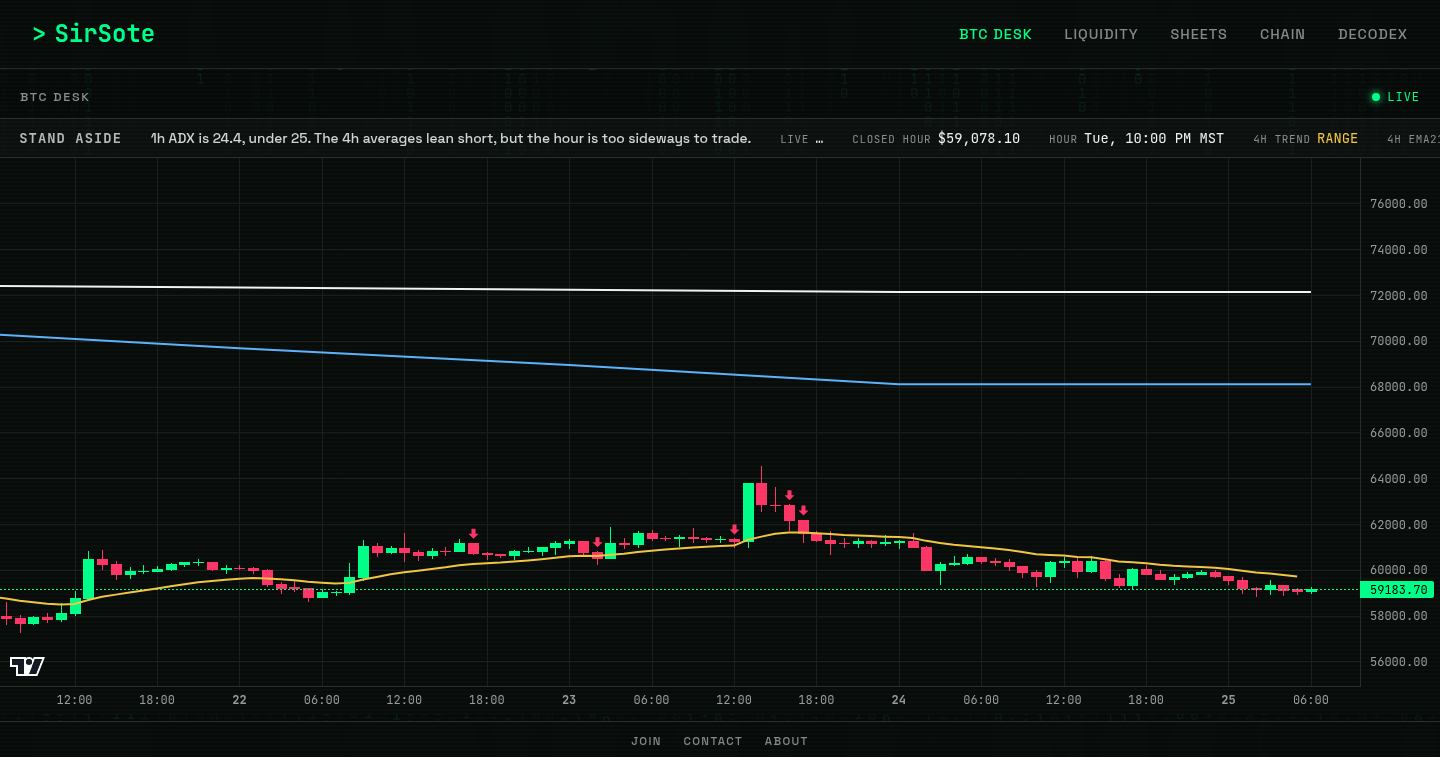 > SirSote
BTC DESK LIQUIDITY SHEETS CHAIN DECODEX
BTC DESK
LIVE
STAND ASIDE 1h ADX is 24.4, under 25. The 4h averages lean short, but the hour is too sideways to trade. LIVE … CLOSED HOUR $59,078.10 HOUR Tue, 10:00 PM MST 4H TREND RANGE 4H EMA21
76000.00
74000.00
72000.00
70000.00
68000.00
66000.00
64000.00
62000.00
60000.00
59183.70
58000.00
56000.00
12:00 18:00 22 06:00 12:00 18:00 23 06:00 12:00 18:00 24 06:00 12:00 18:00 25 06:00
JOIN CONTACT ABOUT